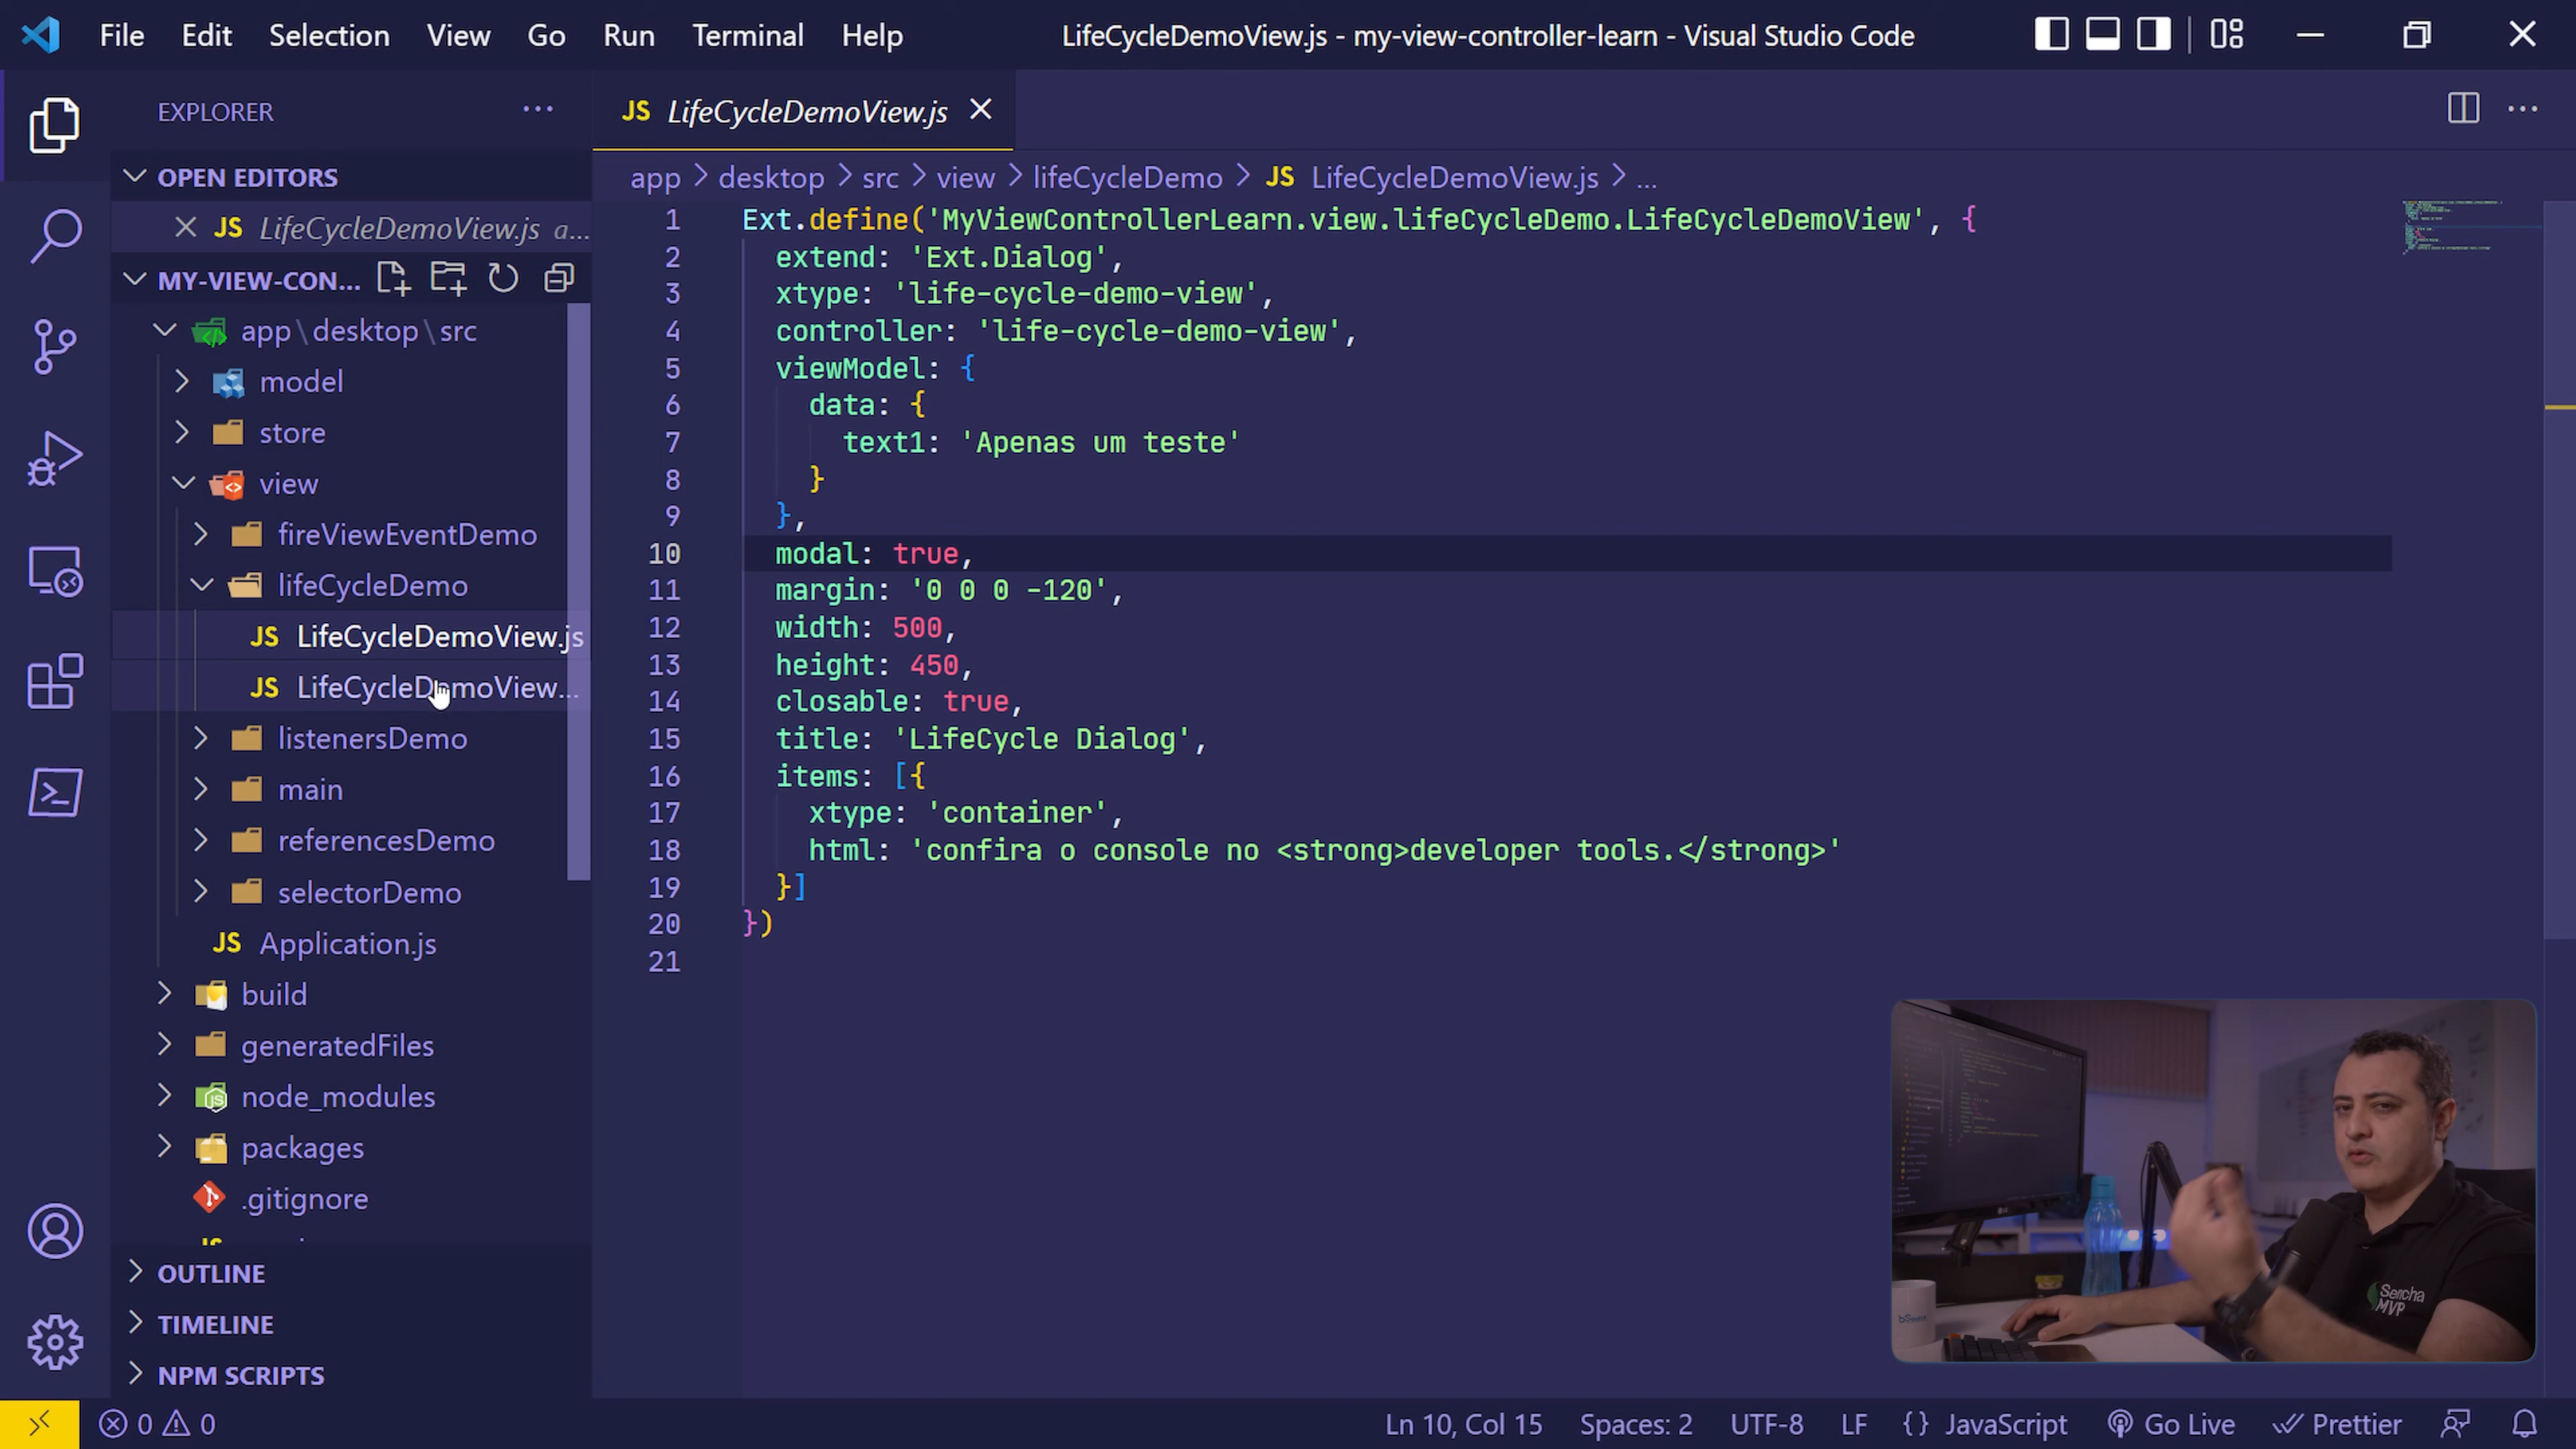 File Edit Selection View Go Run Terminal Help LifeCycleDemoView.js - my-view-controller-learn - Visual Studio Code
EXPLORER
OPEN EDITORS
JS LifeCycleDemoView.js a...
MY-VIEW-CON...
app\desktop\src
model
store
view
fireViewEventDemo
lifeCycleDemo
JS LifeCycleDemoView.js
JS LifeCycleDemoView...
listenersDemo
main
referencesDemo
selectorDemo
JS Application.js
build
generatedFiles
node_modules
packages
.gitignore
OUTLINE
TIMELINE
NPM SCRIPTS
JS LifeCycleDemoView.js
app > desktop > src > view > lifeCycleDemo > JS LifeCycleDemoView.js > ...
1 Ext.define('MyViewControllerLearn.view.lifeCycleDemo.LifeCycleDemoView', {
2 extend: 'Ext.Dialog',
3 xtype: 'life-cycle-demo-view',
4 controller: 'life-cycle-demo-view',
5 viewModel: {
6 data: {
7 text1: 'Apenas um teste'
8 }
9 },
10 modal: true,
11 margin: '0 0 0 -120',
12 width: 500,
13 height: 450,
14 closable: true,
15 title: 'LifeCycle Dialog',
16 items: [{
17 xtype: 'container',
18 html: 'confira o console no <strong>developer tools.</strong>'
19 }]
20 })
21
Sencha
MVP
0 0 Ln 10, Col 15 Spaces: 2 UTF-8 LF {} JavaScript Go Live Prettier